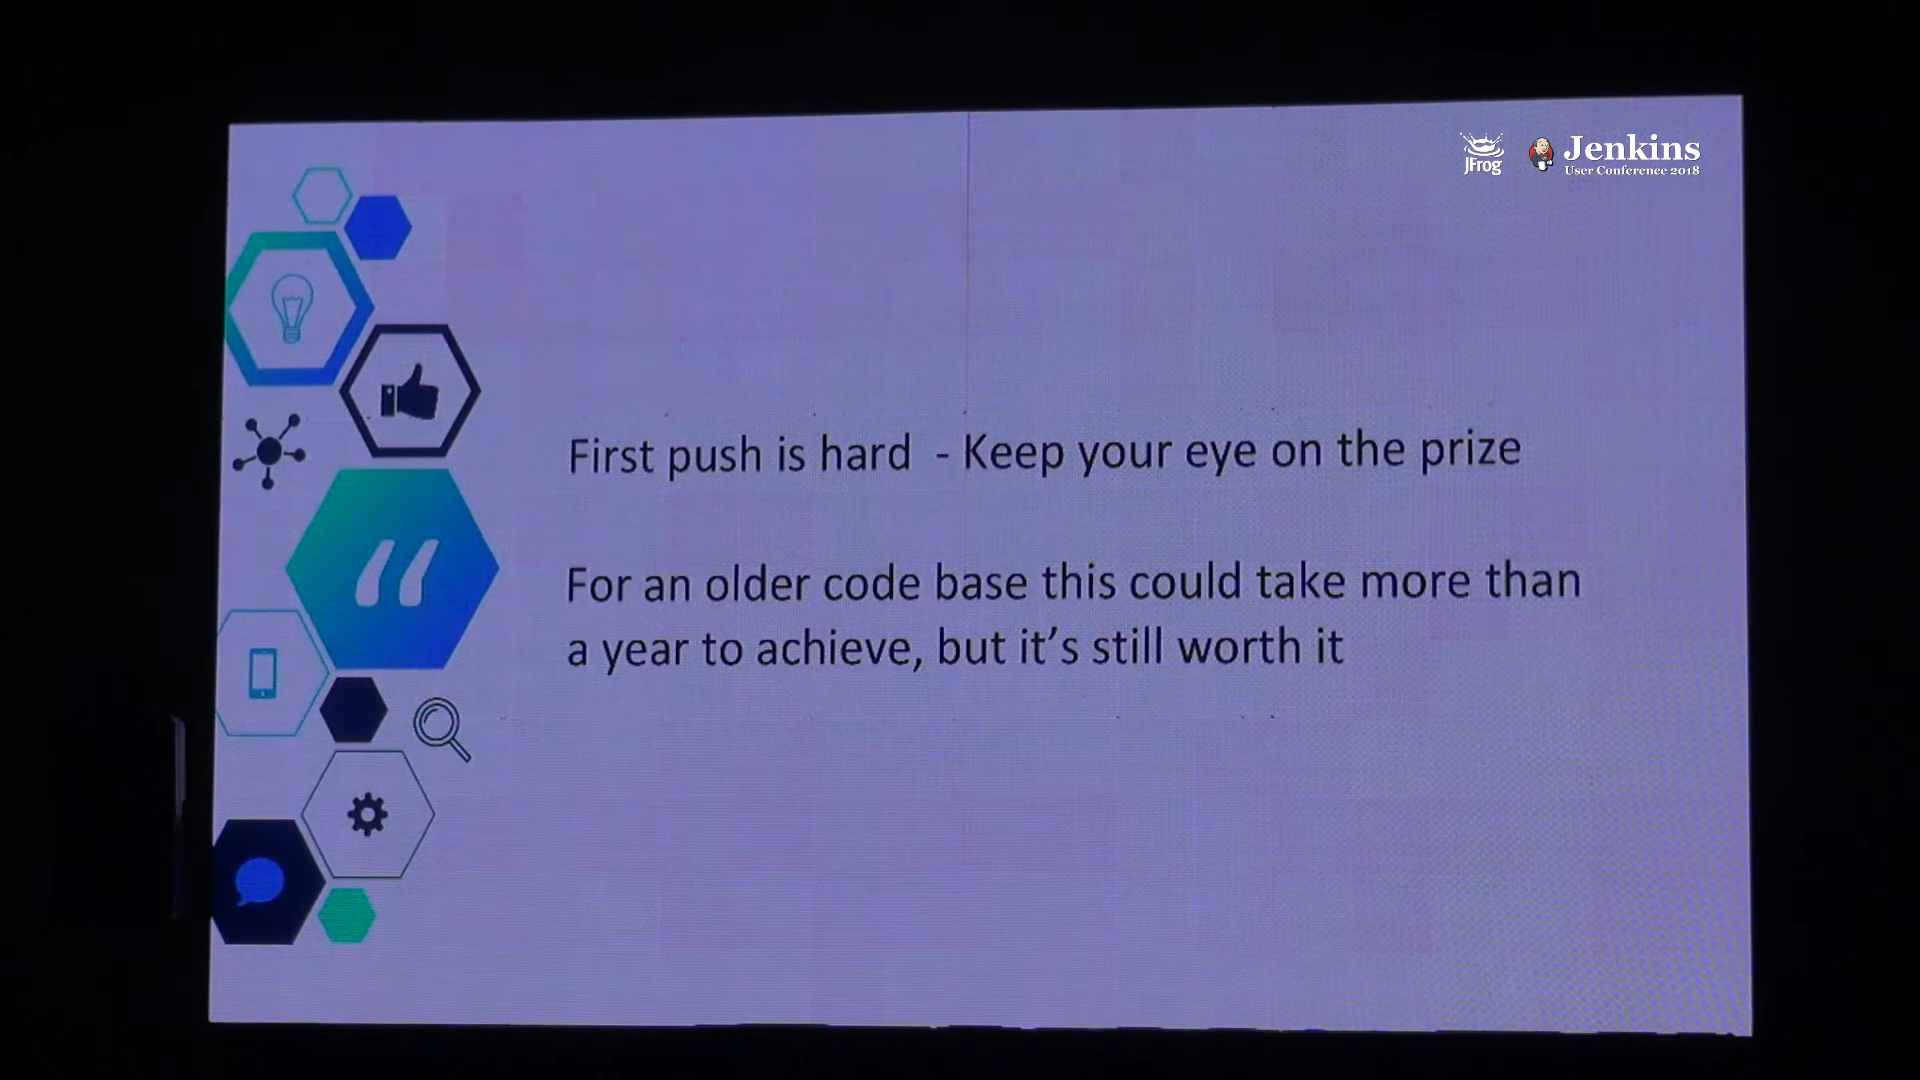 JFrog
Jenkins
User Conference 2018
First push is hard - Keep your eye on the prize
For an older code base this could take more than
a year to achieve, but it's still worth it